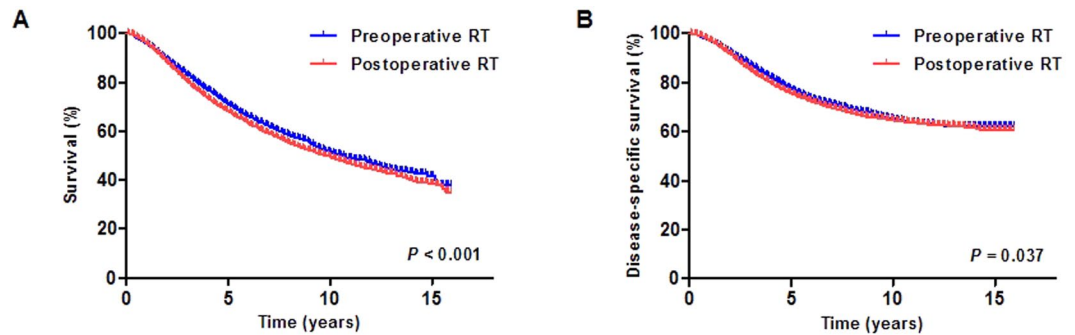 A
Survival (%)
100
80
60
40
20
0
Preoperative RT
Postoperative RT
P < 0.001
0 5 10 15
Time (years)
B
Disease-specific survival (%)
100
80
60
40
20
0
Preoperative RT
Postoperative RT
P = 0.037
0 5 10 15
Time (years)